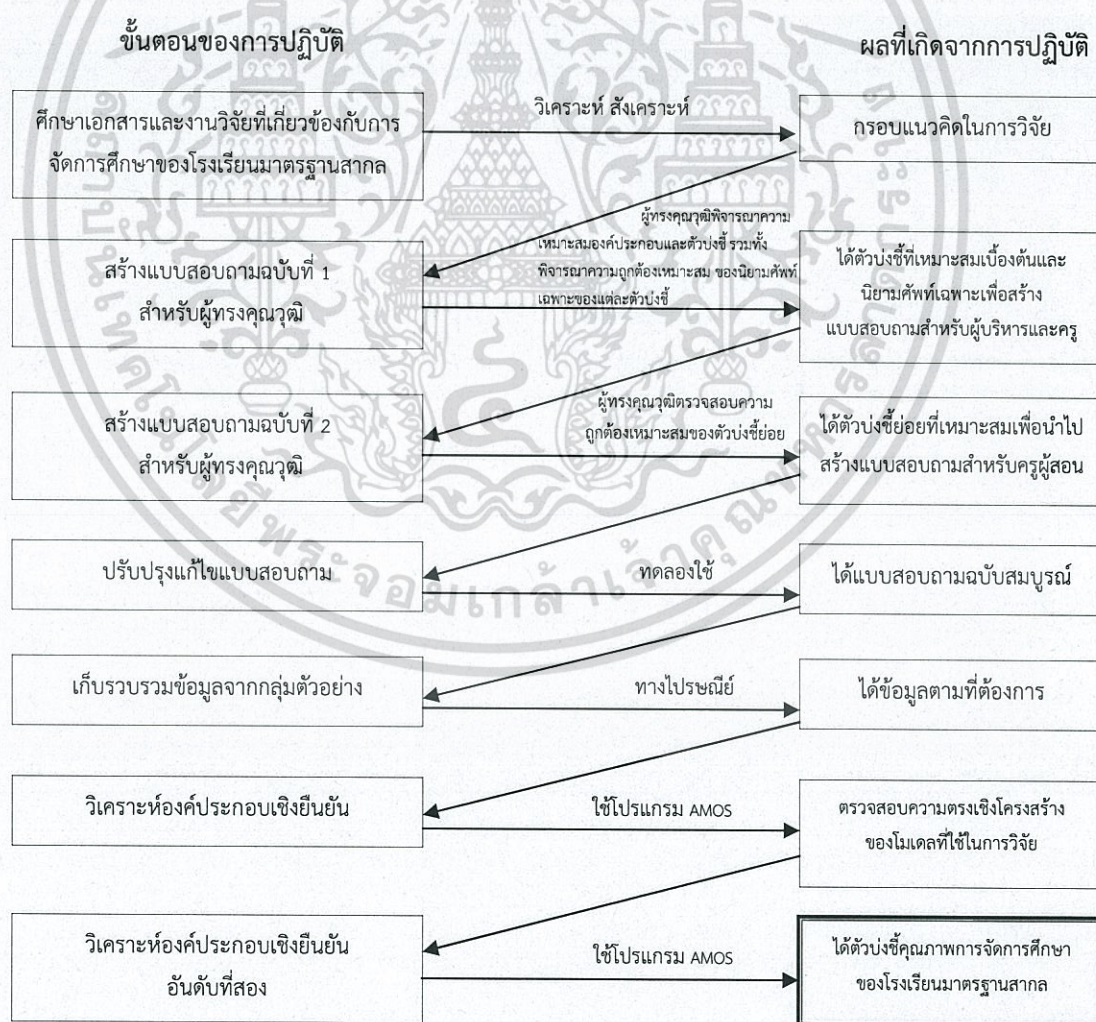 ขั้นตอนของการปฏิบัติ
ผลที่เกิดจากการปฏิบัติ
ศึกษาเอกสารและงานวิจัยที่เกี่ยวข้องกับการ
จัดการศึกษาของโรงเรียนมาตรฐานสากล
วิเคราะห์ สังเคราะห์
กรอบแนวคิดในการวิจัย
สร้างแบบสอบถามฉบับที่ 1
สำหรับผู้ทรงคุณวุฒิ
ผู้ทรงคุณวุฒิพิจารณาความ
เหมาะสมองค์ประกอบและตัวบ่งชี้ รวมทั้ง
พิจารณาความถูกต้องเหมาะสม ของนิยามศัพท์
เฉพาะของแต่ละตัวบ่งชี้
ได้ตัวบ่งชี้ที่เหมาะสมเบื้องต้นและ
นิยามศัพท์เฉพาะเพื่อสร้าง
แบบสอบถามสำหรับผู้บริหารและครู
สร้างแบบสอบถามฉบับที่ 2
สำหรับผู้ทรงคุณวุฒิ
ผู้ทรงคุณวุฒิตรวจสอบความ
ถูกต้องเหมาะสมของตัวบ่งชี้ย่อย
ได้ตัวบ่งชี้ย่อยที่เหมาะสมเพื่อนำไป
สร้างแบบสอบถามสำหรับครูผู้สอน
ปรับปรุงแก้ไขแบบสอบถาม
ทดลองใช้
ได้แบบสอบถามฉบับสมบูรณ์
เก็บรวบรวมข้อมูลจากกลุ่มตัวอย่าง
ทางไปรษณีย์
ได้ข้อมูลตามที่ต้องการ
วิเคราะห์องค์ประกอบเชิงยืนยัน
ใช้โปรแกรม AMOS
ตรวจสอบความตรงเชิงโครงสร้าง
ของโมเดลที่ใช้ในการวิจัย
วิเคราะห์องค์ประกอบเชิงยืนยัน
อันดับที่สอง
ใช้โปรแกรม AMOS
ได้ตัวบ่งชี้คุณภาพการจัดการศึกษา
ของโรงเรียนมาตรฐานสากล